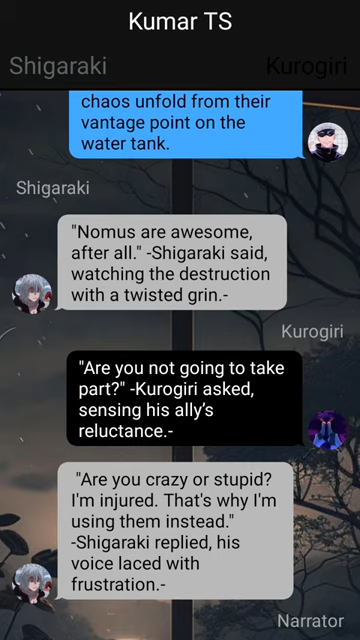 Kumar TS
Shigaraki
Kurogiri
chaos unfold from their
vantage point on the
water tank.
Shigaraki
"Nomus are awesome,
after all." -Shigaraki said,
watching the destruction
with a twisted grin.-
Kurogiri
"Are you not going to take
part?" -Kurogiri asked,
sensing his ally’s
reluctance.-
"Are you crazy or stupid?
I'm injured. That's why I'm
using them instead."
-Shigaraki replied, his
voice laced with
frustration.-
Narrator